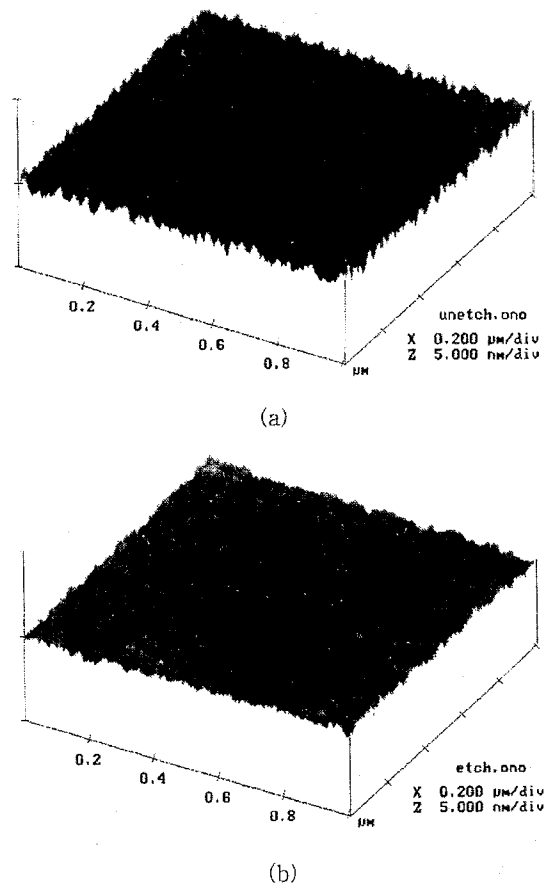 0.2
0.4
0.6
0.8
µM
unetch.ono
X 0.200 µM/div
Z 5.000 nM/div
(a)
0.2
0.4
0.6
0.8
µM
etch.ono
X 0.200 µM/div
Z 5.000 nM/div
(b)